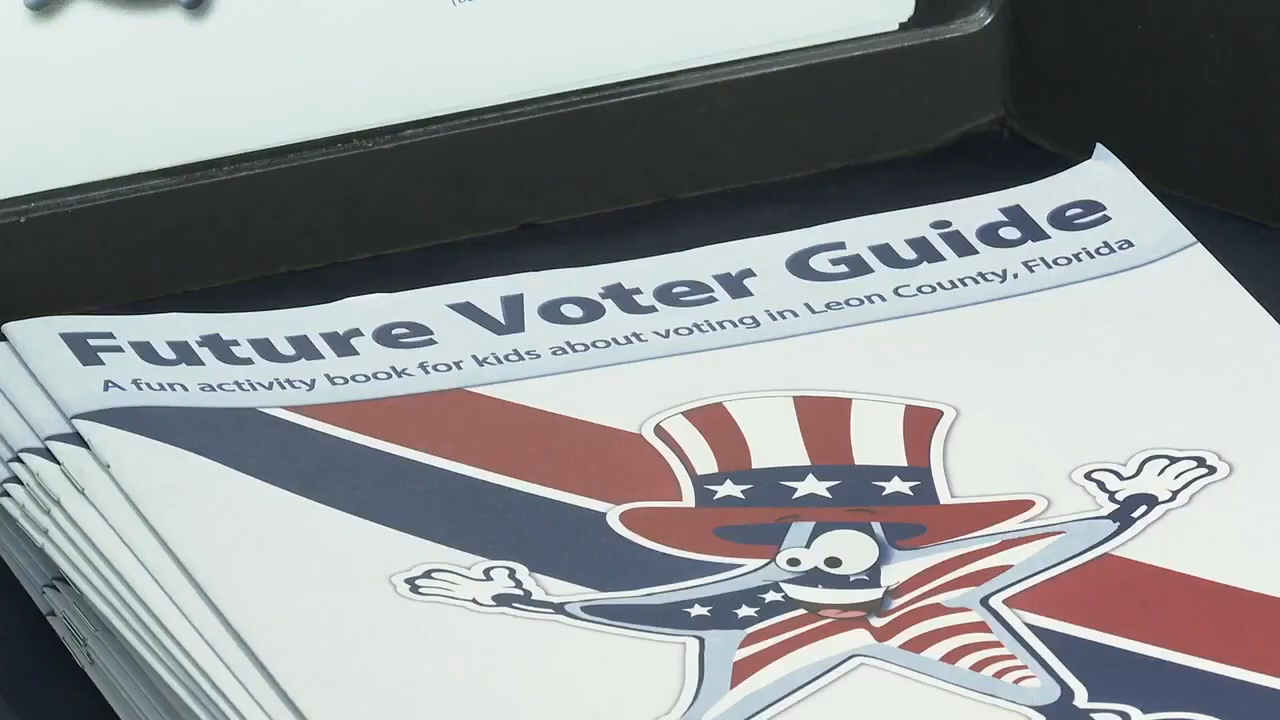 Future Voter Guide
A fun activity book for kids about voting in Leon County, Florida